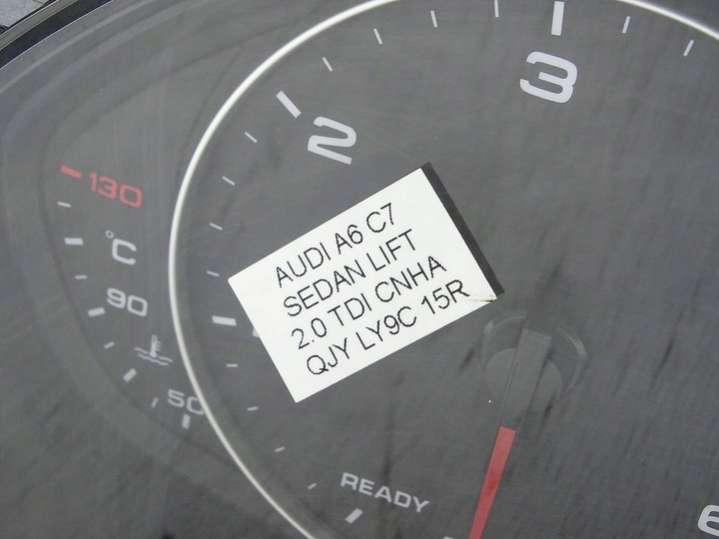 3
2
130
°C
90
50
AUDI A6 C7
SEDAN LIFT
2.0 TDI CNHA
QJY LY9C 15R
READY